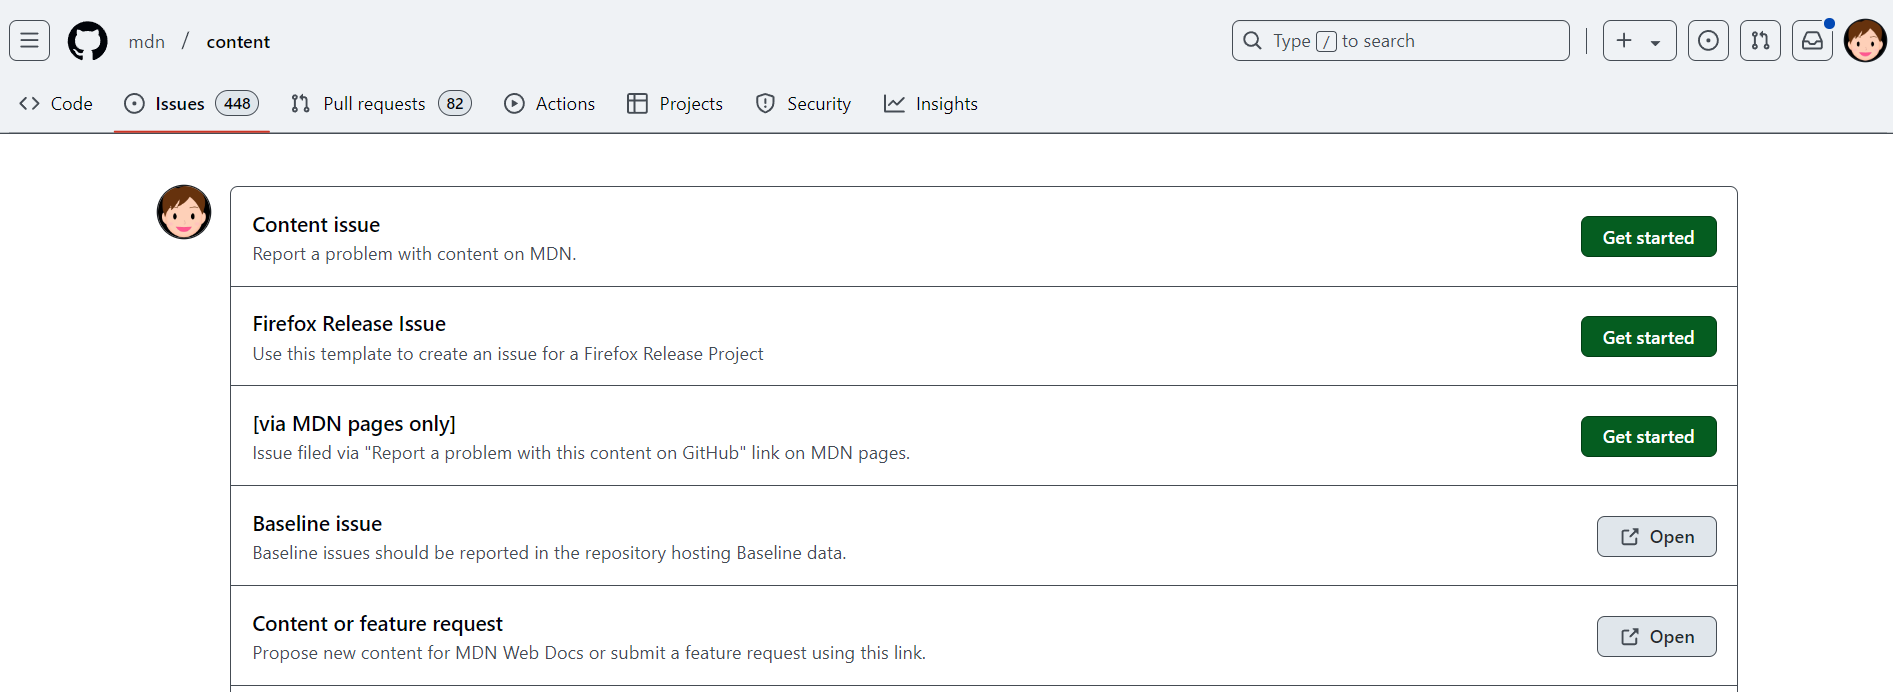 mdn / content
Type / to search
Code Issues 448 Pull requests 82 Actions Projects Security Insights
Content issue
Report a problem with content on MDN.
Get started
Firefox Release Issue
Use this template to create an issue for a Firefox Release Project
Get started
[via MDN pages only]
Issue filed via "Report a problem with this content on GitHub" link on MDN pages.
Get started
Baseline issue
Baseline issues should be reported in the repository hosting Baseline data.
Open
Content or feature request
Propose new content for MDN Web Docs or submit a feature request using this link.
Open